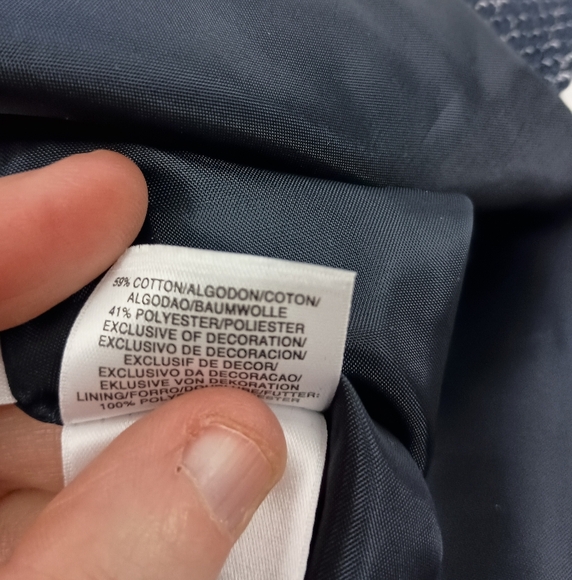 59% COTTON/ALGODON/COTON/
ALGODAO/BAUMWOLLE
41% POLYESTER/POLIESTER
EXCLUSIVE OF DECORATION/
EXCLUSIVO DE DECORACION/
EXCLUSIF DE DECOR/
EXCLUSIVO DA DECORACAO/
EKLUSIVE VON DEKORATION
LINING/FORRO/
100%